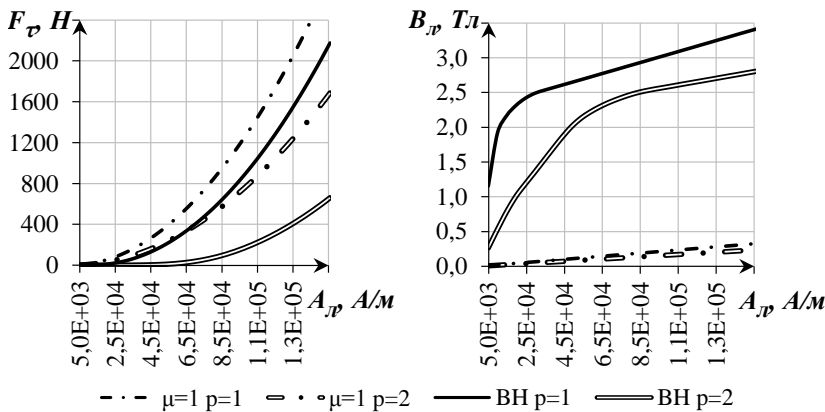 F_τ, Н
2000
1600
1200
800
400
0
5,0E+03
2,5E+04
4,5E+04
6,5E+04
8,5E+04
1,1E+05
1,3E+05
A_л, А/м
B_л, Тл
3,0
2,5
2,0
1,5
1,0
0,5
0,0
5,0E+03
2,5E+04
4,5E+04
6,5E+04
8,5E+04
1,1E+05
1,3E+05
A_л, А/м
μ=1 p=1 μ=1 p=2 ВН p=1 ВН p=2